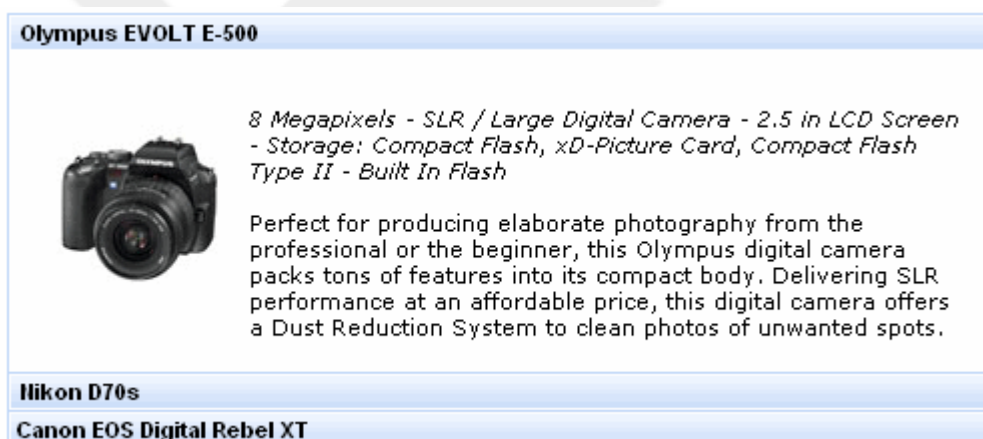 Olympus EVOLT E-500
8 Megapixels - SLR / Large Digital Camera - 2.5 in LCD Screen
- Storage: Compact Flash, xD-Picture Card, Compact Flash
Type II - Built In Flash
OLYMPUS
Perfect for producing elaborate photography from the
professional or the beginner, this Olympus digital camera
packs tons of features into its compact body. Delivering SLR
performance at an affordable price, this digital camera offers
a Dust Reduction System to clean photos of unwanted spots.
Nikon D70s
Canon EOS Digital Rebel XT